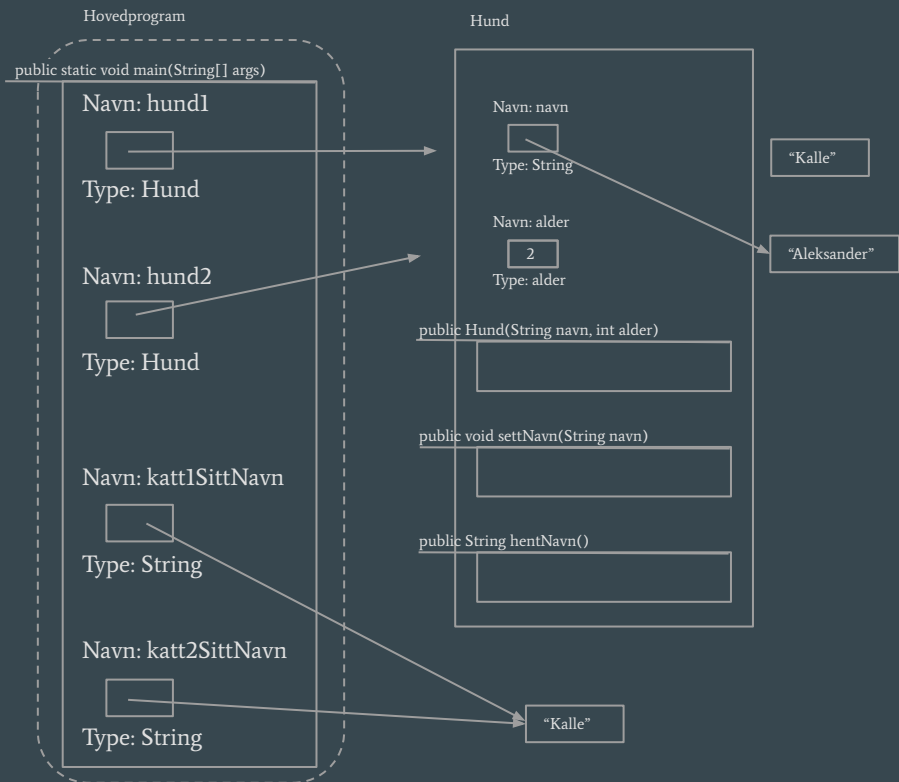 Hovedprogram
public static void main(String[] args)
Navn: hund1
Type: Hund
Navn: hund2
Type: Hund
Navn: katt1SittNavn
Type: String
Navn: katt2SittNavn
Type: String
Hund
Navn: navn
Type: String
Navn: alder
2
Type: alder
public Hund(String navn, int alder)
public void settNavn(String navn)
public String hentNavn()
“Kalle”
“Aleksander”
“Kalle”